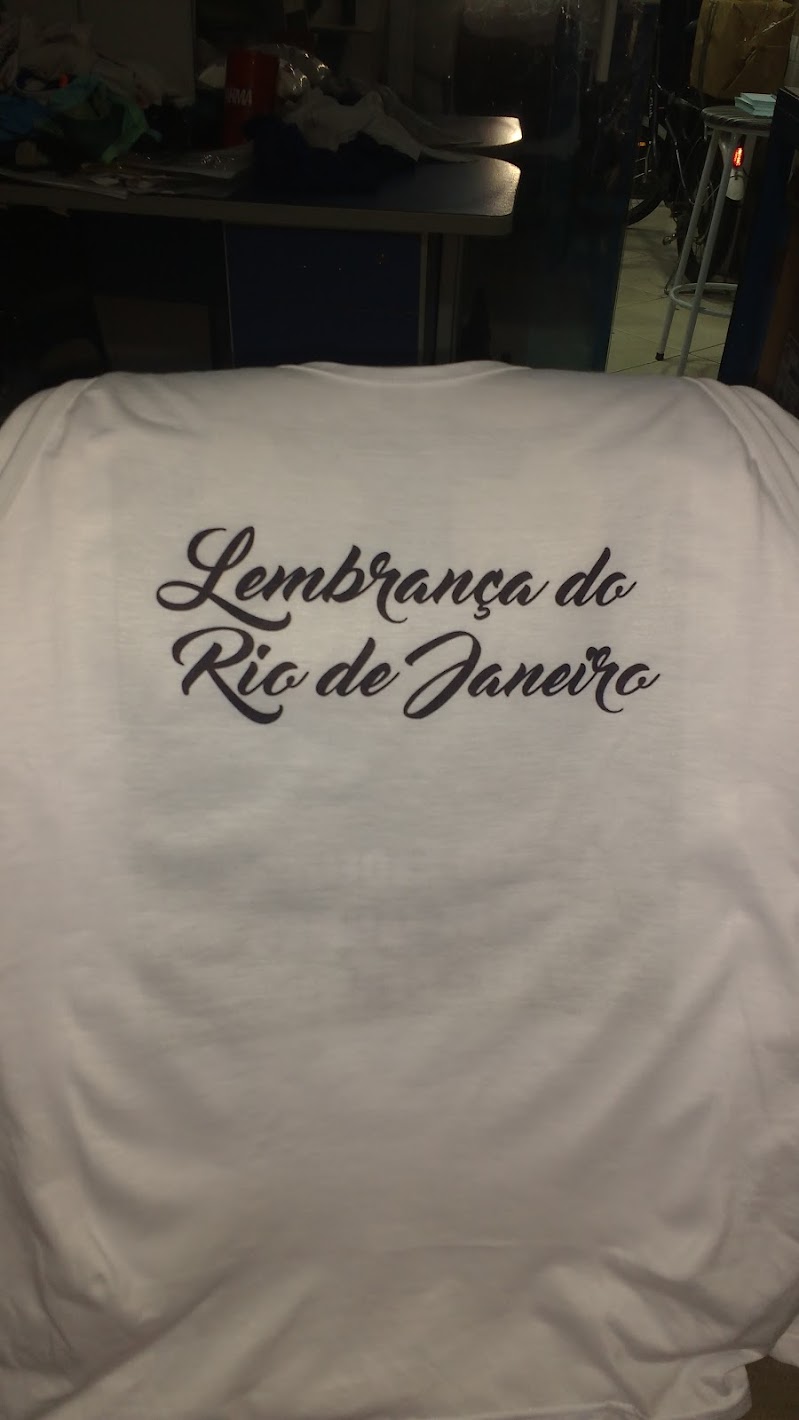 Lembrança do
Rio de Janeiro